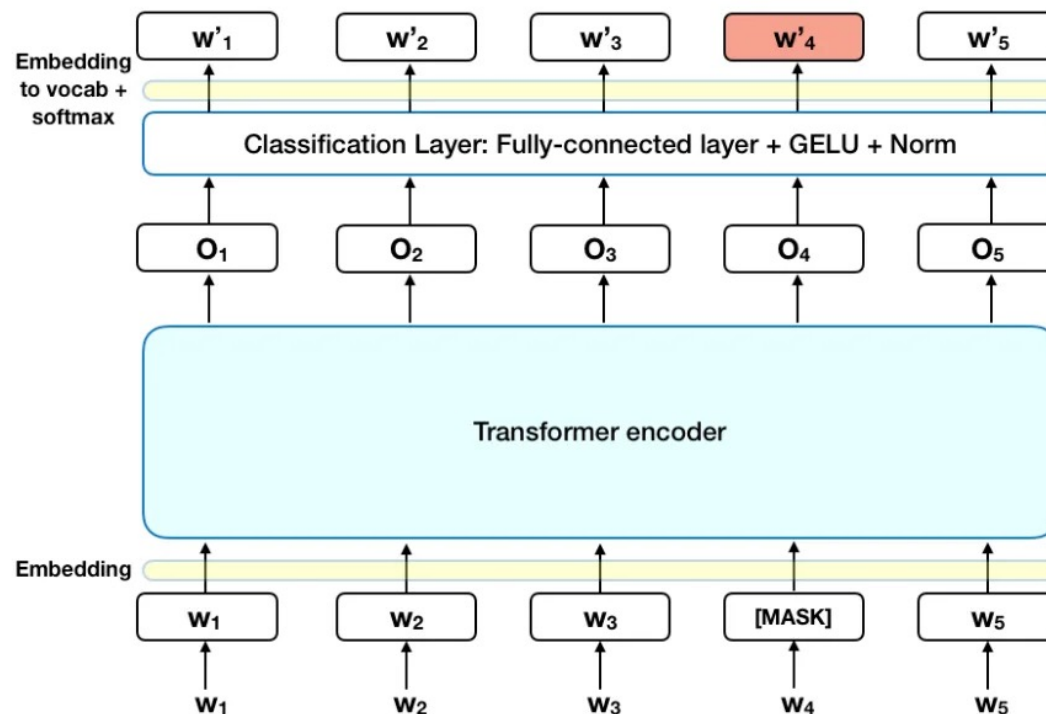 w’₁ w’₂ w’₃ w’₄ w’₅
Embedding
to vocab +
softmax
Classification Layer: Fully-connected layer + GELU + Norm
O₁ O₂ O₃ O₄ O₅
Transformer encoder
Embedding
w₁ w₂ w₃ [MASK] w₅
w₁ w₂ w₃ w₄ w₅